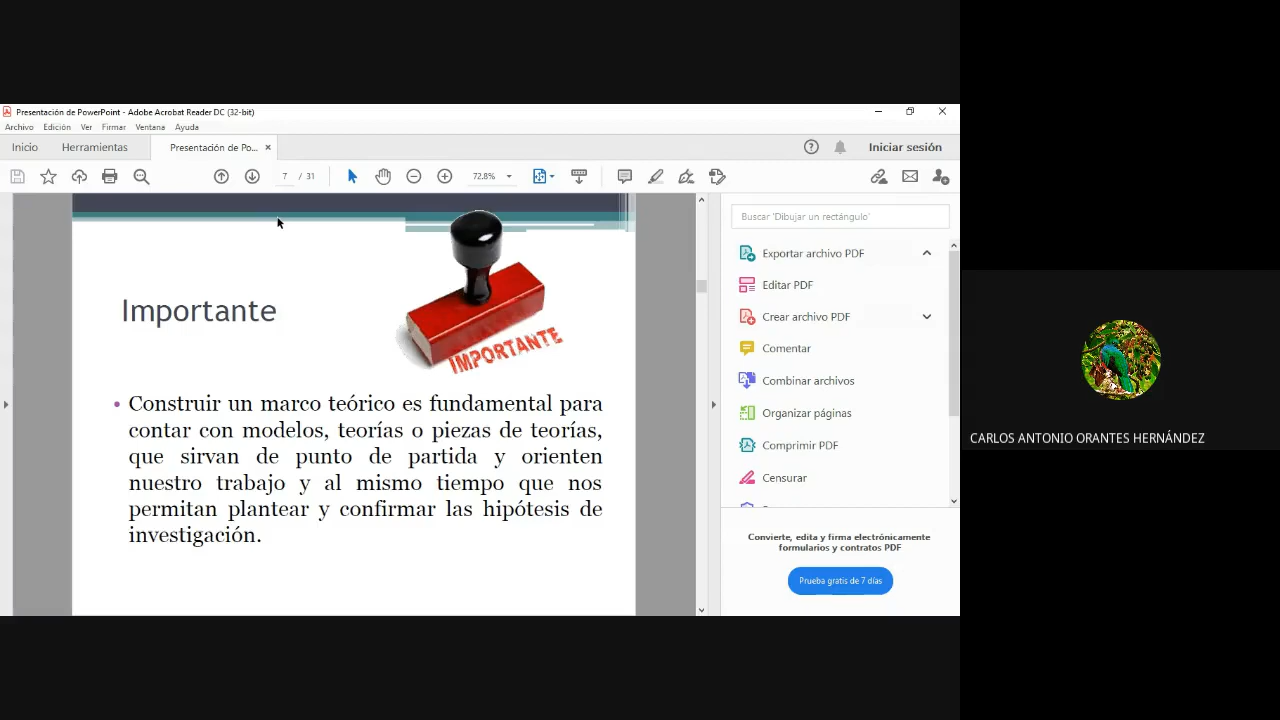 Presentación de PowerPoint - Adobe Acrobat Reader DC (32-bit)
Archivo Edición Ver Firmar Ventana Ayuda
Inicio Herramientas Presentación de Po... Iniciar sesión
7 / 31 72.8%
Buscar 'Dibujar un rectángulo'
Exportar archivo PDF
Editar PDF
Crear archivo PDF
Comentar
Combinar archivos
Organizar páginas
Comprimir PDF
Censurar
Convierte, edita y firma electrónicamente
formularios y contratos PDF
Prueba gratis de 7 días
Importante
IMPORTANTE
• Construir un marco teórico es fundamental para
contar con modelos, teorías o piezas de teorías,
que sirvan de punto de partida y orienten
nuestro trabajo y al mismo tiempo que nos
permitan plantear y confirmar las hipótesis de
investigación.
CARLOS ANTONIO ORANTES HERNÁNDEZ